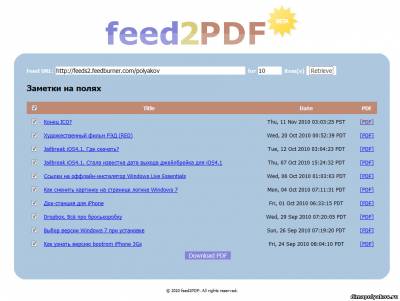 feed2PDF BETA
Feed URL: http://feeds2.feedburner.com/polyakov for 10 item(s) Retrieve
Заметки на полях
Title Date PDF
Конец ICQ? Thu, 11 Nov 2010 03:03:25 PST [PDF]
Художественный фильм РЭД (RED) Wed, 20 Oct 2010 00:52:39 PDT [PDF]
Jailbreak iOS4.1. Где скачать? Tue, 12 Oct 2010 03:04:23 PDT [PDF]
Jailbreak iOS4.1. Стала известна дата выхода джейлбрейка для iOS4.1 Thu, 07 Oct 2010 15:24:32 PDT [PDF]
Ссылки на оффлайн-инсталлятор Windows Live Essentials Wed, 06 Oct 2010 01:03:03 PDT [PDF]
Как сменить картинку на странице логина Windows 7 Mon, 04 Oct 2010 07:11:31 PDT [PDF]
Док-станция для iPhone Fri, 01 Oct 2010 06:33:15 PDT [PDF]
Dropbox. Всё про броськоробку Wed, 29 Sep 2010 07:20:05 PDT [PDF]
Выбор версии Windows 7 при установке Sun, 26 Sep 2010 07:19:20 PDT [PDF]
Как узнать версию bootrom iPhone 3Gs Fri, 24 Sep 2010 06:04:10 PDT [PDF]
Download PDF
© 2010 feed2PDF. All rights reserved.
dimapolyakov.ru